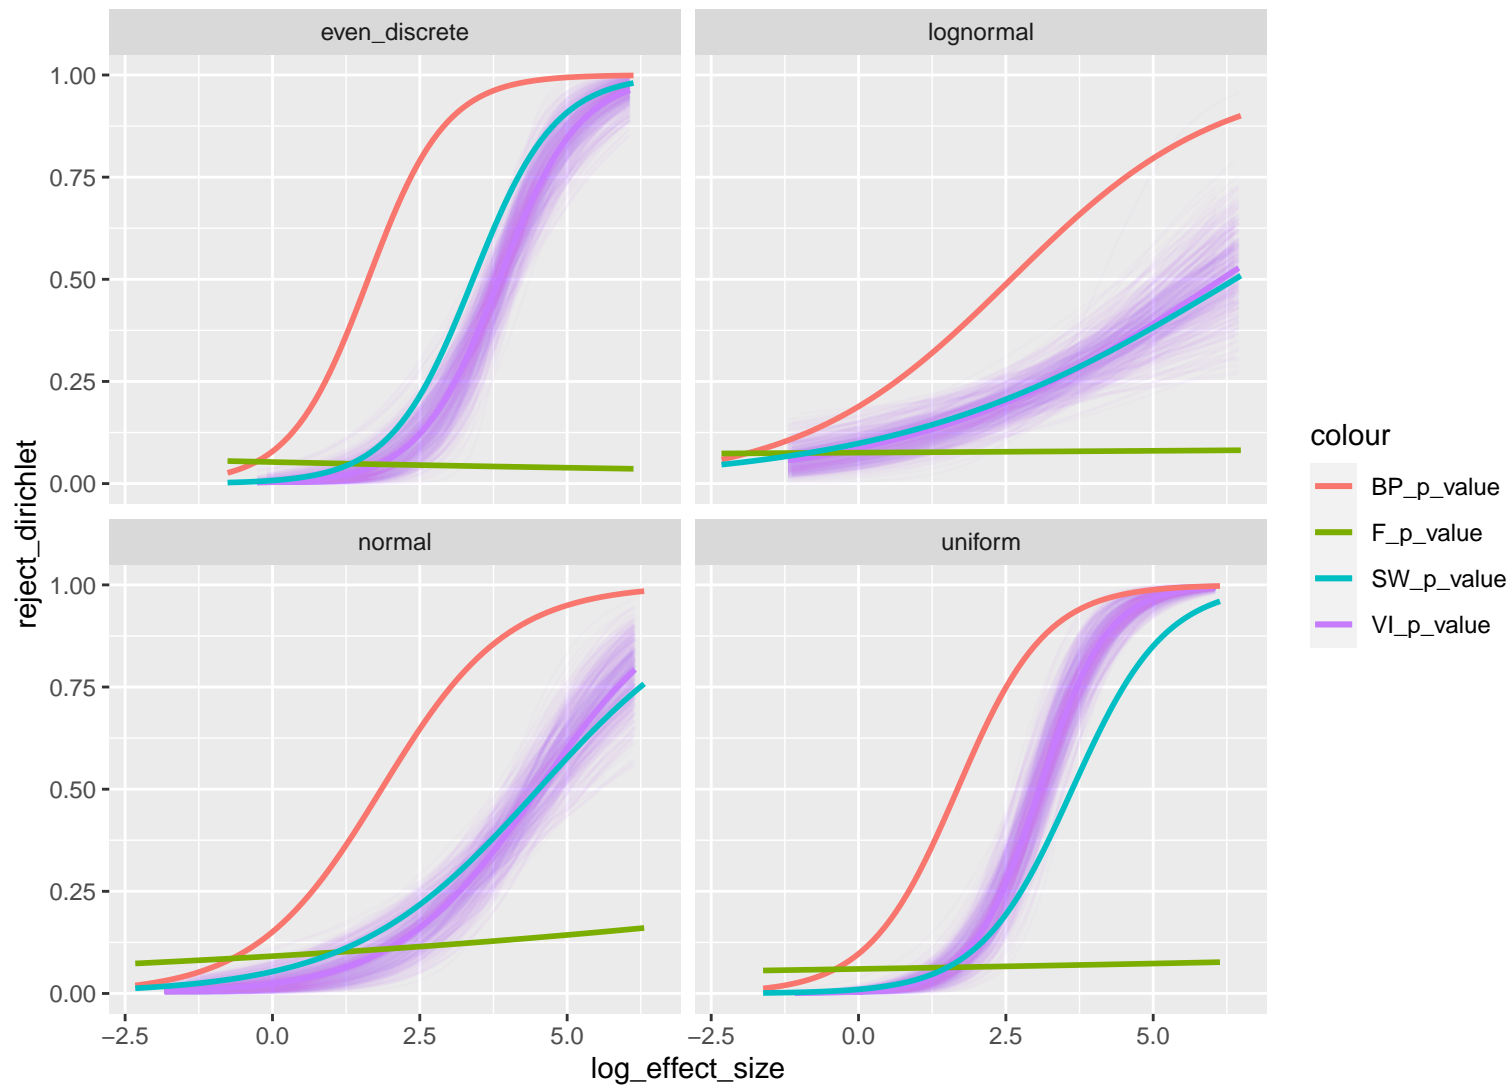 even_discrete
lognormal
1.00
0.75
0.50
0.25
0.00
normal
uniform
1.00
0.75
0.50
0.25
0.00
−2.5
0.0
2.5
5.0
−2.5
0.0
2.5
5.0
log_effect_size
reject_dirichlet
colour
BP_p_value
F_p_value
SW_p_value
VI_p_value